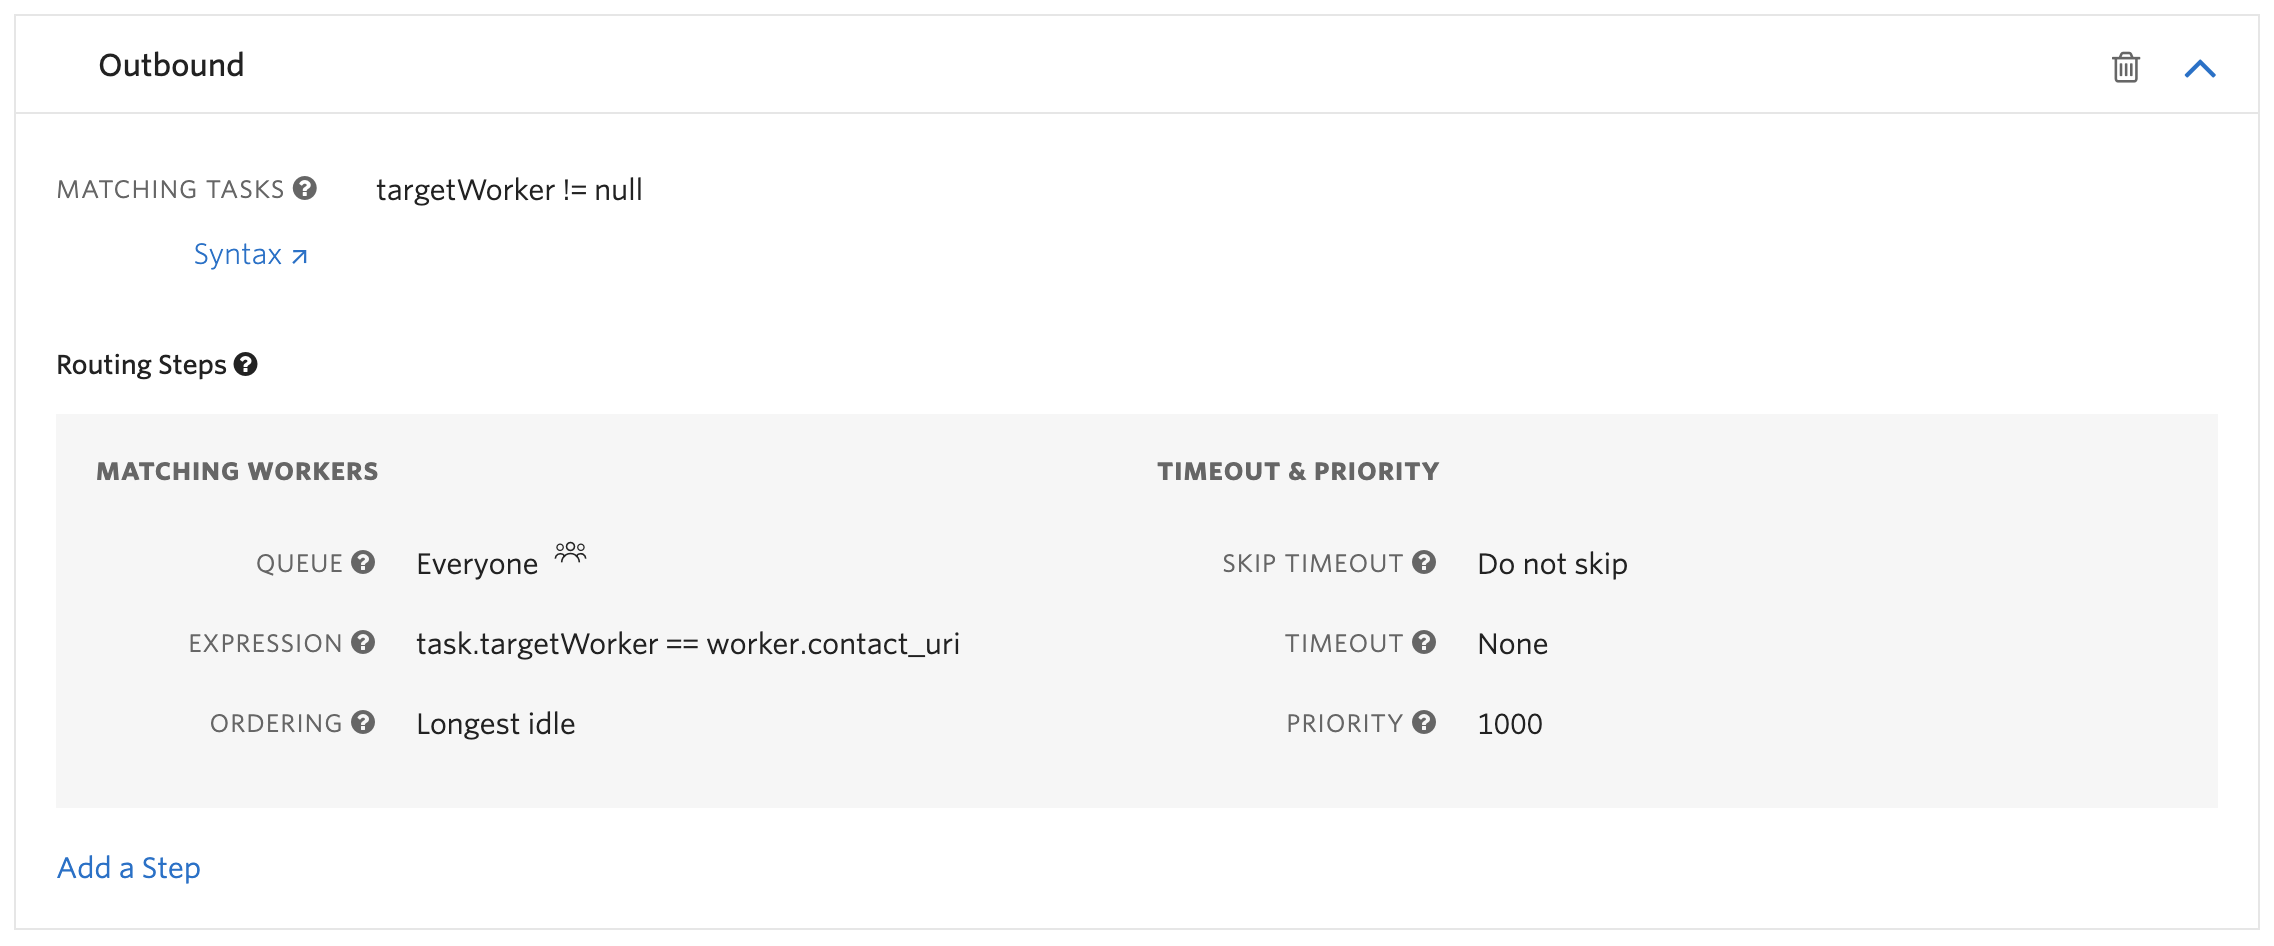 Outbound
MATCHING TASKS
targetWorker != null
Syntax
Routing Steps
MATCHING WORKERS
QUEUE
Everyone
EXPRESSION
task.targetWorker == worker.contact_uri
ORDERING
Longest idle
TIMEOUT & PRIORITY
SKIP TIMEOUT
Do not skip
TIMEOUT
None
PRIORITY
1000
Add a Step